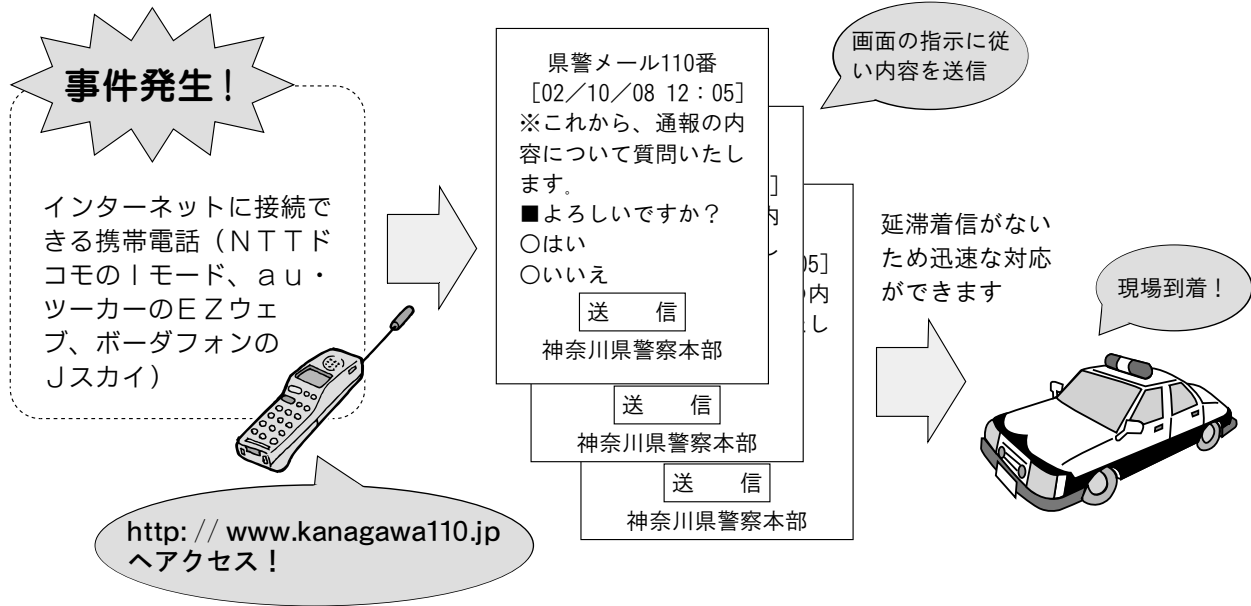 事件発生！
インターネットに接続で
きる携帯電話（ＮＴＴド
コモのＩモード、ａｕ・
ツーカーのＥＺウェ
ブ、ボーダフォンの
Ｊスカイ）
http: // www.kanagawa110.jp
へアクセス！
県警メール110番
［02／10／08 12：05］
※これから、通報の内
容について質問いたし
ます。
■よろしいですか？
○はい
○いいえ
送　信
神奈川県警察本部
］
内
し
送　信
神奈川県警察本部
05］
の内
たし
送　信
神奈川県警察本部
画面の指示に従
い内容を送信
延滞着信がない
ため迅速な対応
ができます
現場到着！